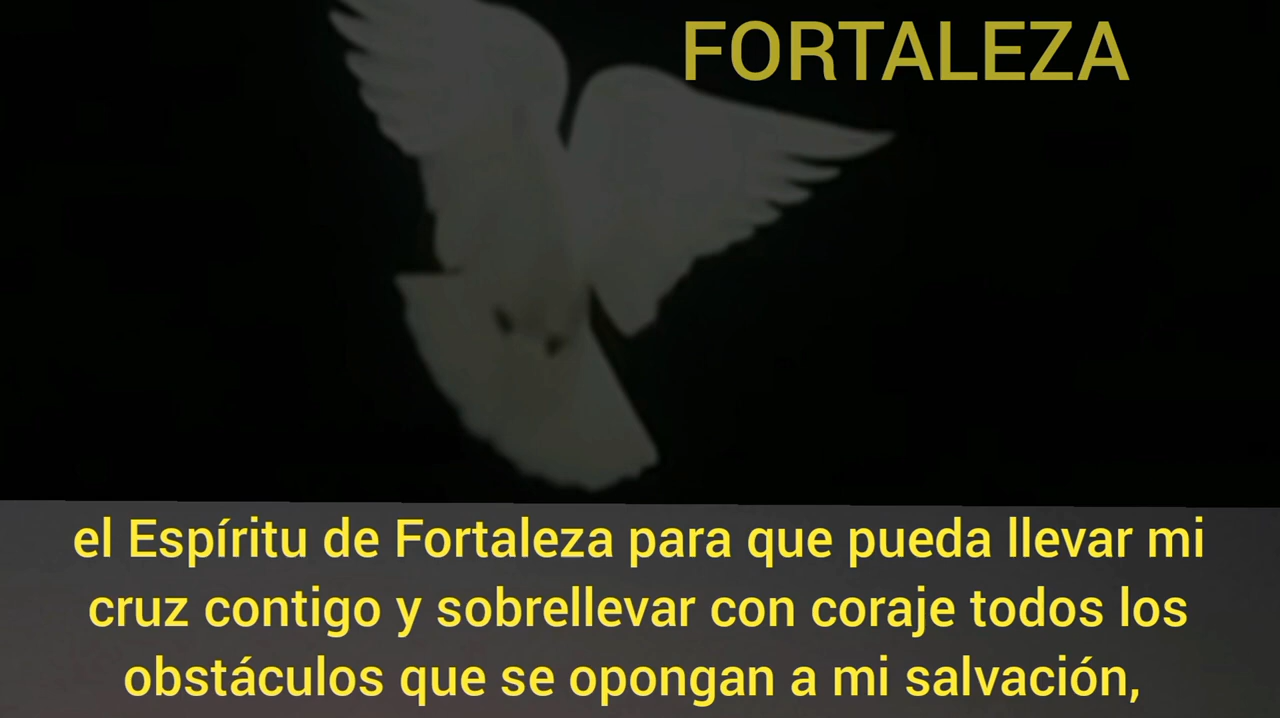 FORTALEZA
el Espíritu de Fortaleza para que pueda llevar mi
cruz contigo y sobrellevar con coraje todos los
obstáculos que se opongan a mi salvación,